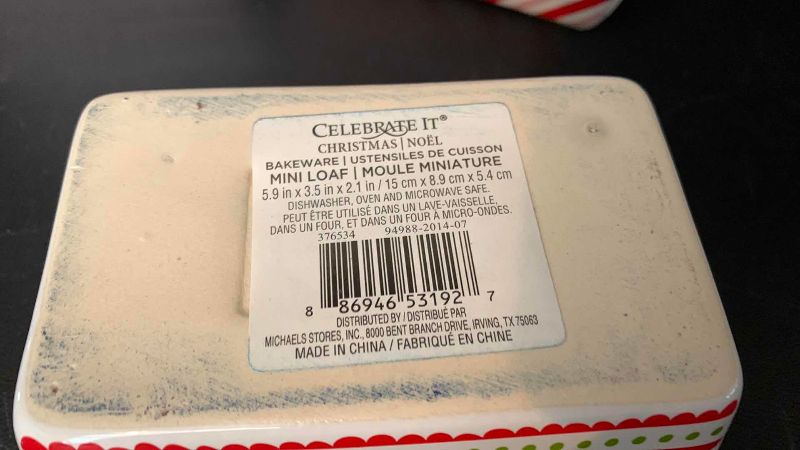 CELEBRATE IT®
CHRISTMAS | NOËL
BAKEWARE | USTENSILES DE CUISSON
MINI LOAF | MOULE MINIATURE
5.9 in x 3.5 in x 2.1 in / 15 cm x 8.9 cm x 5.4 cm
DISHWASHER, OVEN AND MICROWAVE SAFE.
PEUT ÊTRE UTILISÉ DANS UN LAVE-VAISSELLE,
DANS UN FOUR, ET DANS UN FOUR À MICRO-ONDES.
376534 94988-2014-07
8 86946 53192 7
DISTRIBUTED BY / DISTRIBUÉ PAR
MICHAELS STORES, INC., 8000 BENT BRANCH DRIVE, IRVING, TX 75063
MADE IN CHINA / FABRIQUÉ EN CHINE